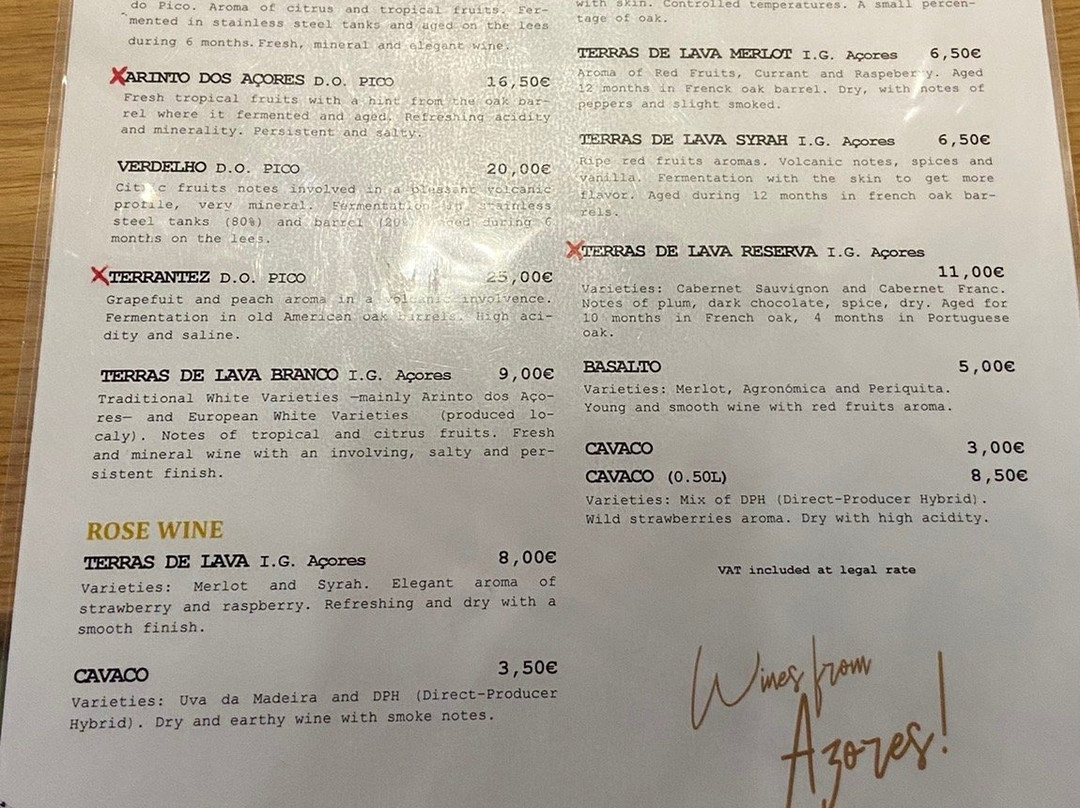 do Pico. Aroma of citrus and tropical fruits. Fer-
mented in stainless steel tanks and aged on the lees
during 6 months. Fresh, mineral and elegant wine.
ARINTO DOS AÇORES D.O. PICO 16,50€
Fresh tropical fruits with a hint from the oak bar-
rel where it fermented and aged. Refreshing acidity
and minerality. Persistent and salty.
VERDELHO D.O. PICO 20,00€
Citric fruits notes involved in a pleasant volcanic
profile, very mineral. Fermentation in stainless
steel tanks (80%) and barrel (20% aged during 6
months on the lees.
TERRANTEZ D.O. PICO 25,00€
Grapefuit and peach aroma in a volcanic involvence.
Fermentation in old American oak barrels. High aci-
dity and saline.
TERRAS DE LAVA BRANCO I.G. Açores 9,00€
Traditional White Varieties —mainly Arinto dos Aço-
res— and European White Varieties (produced lo-
caly). Notes of tropical and citrus fruits. Fresh
and mineral wine with an involving, salty and per-
sistent finish.
ROSE WINE
TERRAS DE LAVA I.G. Açores 8,00€
Varieties: Merlot and Syrah. Elegant aroma of
strawberry and raspberry. Refreshing and dry with a
smooth finish.
CAVACO 3,50€
Varieties: Uva da Madeira and DPH (Direct-Producer
Hybrid). Dry and earthy wine with smoke notes.
with skin. Controlled temperatures. A small percen-
tage of oak.
TERRAS DE LAVA MERLOT I.G. Açores 6,50€
Aroma of Red Fruits, Currant and Raspeberry. Aged
12 months in Frenck oak barrel. Dry, with notes of
peppers and slight smoked.
TERRAS DE LAVA SYRAH I.G. Açores 6,50€
Ripe red fruits aromas. Volcanic notes, spices and
vanilla. Fermentation with the skin to get more
flavor. Aged during 12 months in french oak bar-
rels.
TERRAS DE LAVA RESERVA I.G. Açores
11,00€
Varieties: Cabernet Sauvignon and Cabernet Franc.
Notes of plum, dark chocolate, spice, dry. Aged for
10 months in French oak, 4 months in Portuguese
oak.
BASALTO 5,00€
Varieties: Merlot, Agronómica and Periquita.
Young and smooth wine with red fruits aroma.
CAVACO 3,00€
CAVACO (0.50L) 8,50€
Varieties: Mix of DPH (Direct-Producer Hybrid).
Wild strawberries aroma. Dry with high acidity.
VAT included at legal rate
Wines from
Açores!